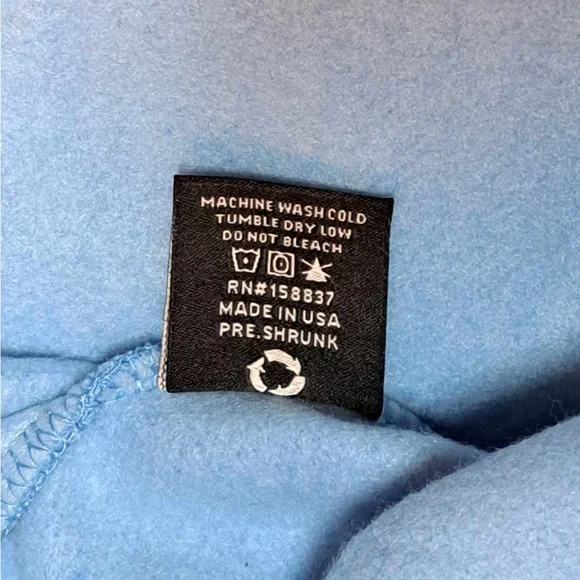 MACHINE WASH COLD
TUMBLE DRY LOW
DO NOT BLEACH
RN#158837
MADE IN USA
PRE.SHRUNK